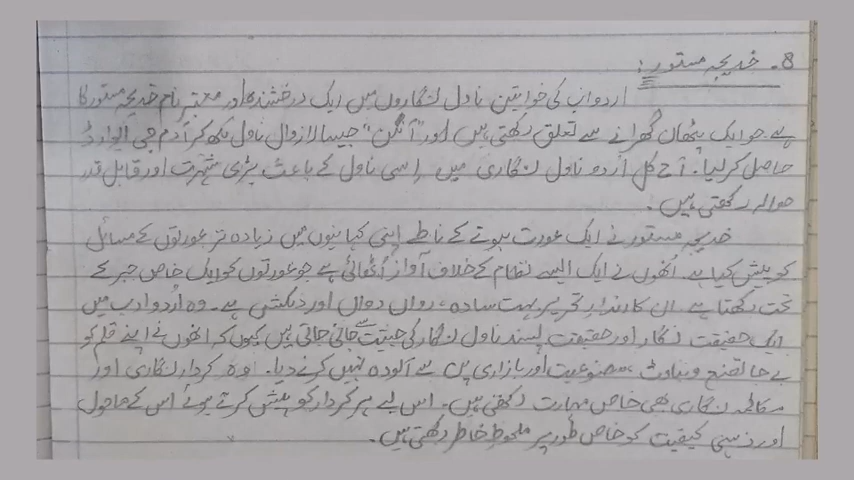 8۔ خدیجہ مستور:
اردو ادب کی خواتین ناول نگاروں میں ایک درخشندہ اور معتبر نام خدیجہ مستور کا
ہے جو ایک پٹھان گھرانے سے تعلق رکھتی ہیں اور "آنگن" جیسا لازوال ناول لکھ کر آدم جی ایوارڈ
حاصل کر لیا۔ آج کل اردو ناول نگاری میں اسی ناول کے باعث بڑی شہرت اور قابل قدر
حوالہ رکھتی ہیں۔
خدیجہ مستور نے ایک عورت ہونے کے ناطے اپنی کہانیوں میں زیادہ تر عورتوں کے مسائل
کو پیش کیا ہے۔ اُنھوں نے ایک ایسے نظام کے خلاف آواز اُٹھائی ہے جو عورتوں کو ایک خاص جبر کے
تحت رکھتا ہے۔ ان کا انداز تحریر بہت سادہ، رواں دواں اور دلکشی ہے۔ وہ اُردو ادب میں
ایک حقیقت نگار اور حقیقت پسند ناول نگار کی حیثیت سے جانی جاتی ہیں کیوں کہ انھوں نے اپنے قلم کو
بے جا تصنع و بناوٹ، مصنوعیت اور بازاری پن سے آلودہ نہیں کرنے دیا۔ وہ کردار نگاری اور
مکالمہ نگاری بھی خاص مہارت رکھتی ہیں۔ اس لیے ہر کردار کو پیش کرتے ہوئے اس کے ماحول
اور ذہنی کیفیت کو خاص طور پر ملحوظ خاطر رکھتی ہیں۔